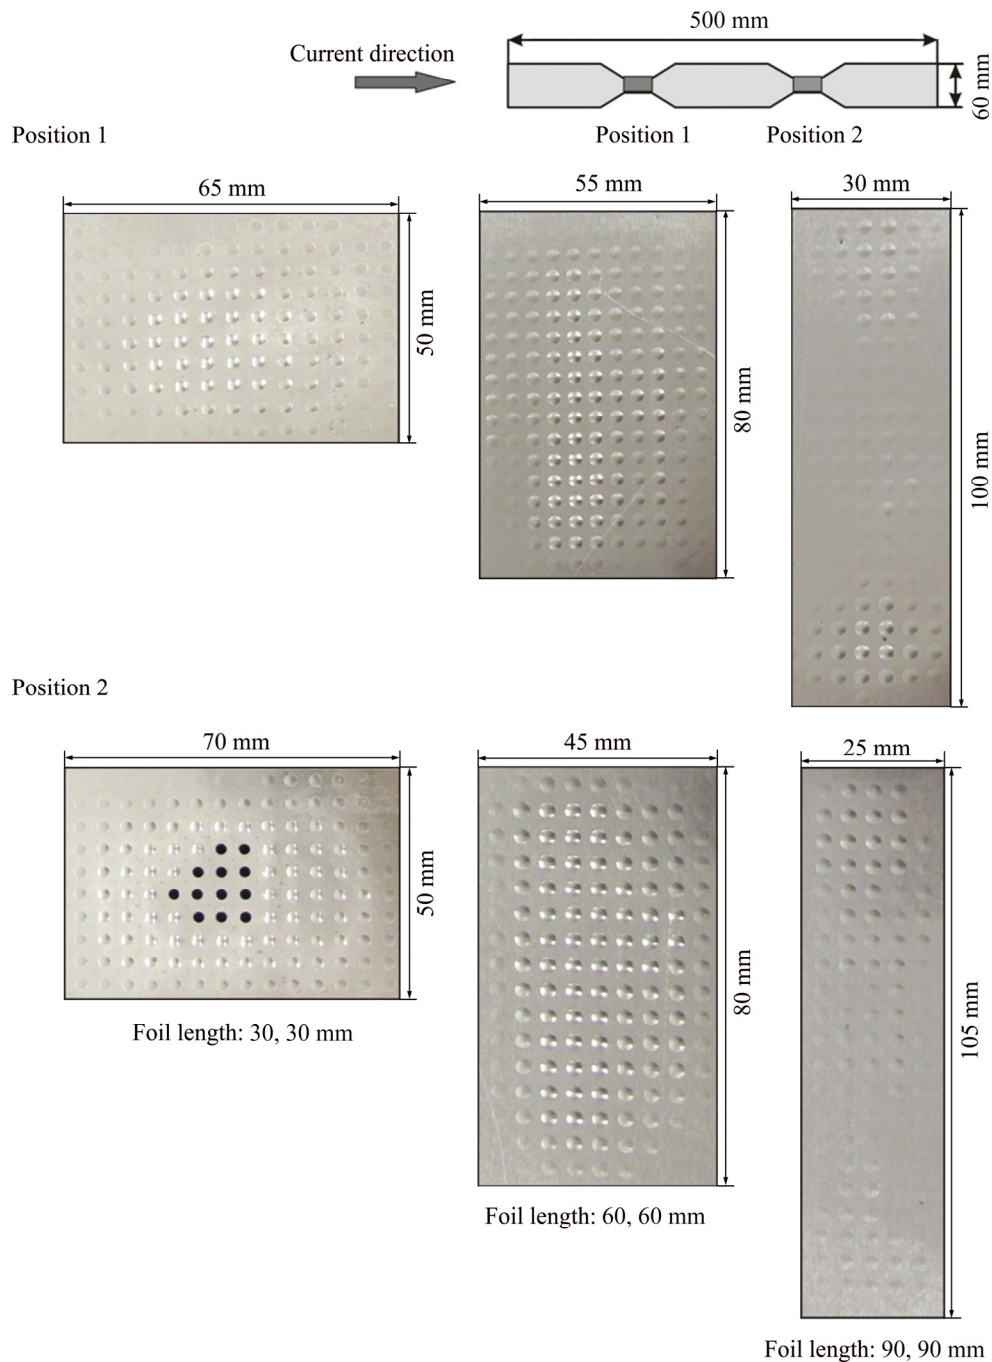 500 mm
Current direction
60 mm
Position 1
Position 2
Position 1
65 mm
50 mm
55 mm
80 mm
30 mm
100 mm
Position 2
70 mm
50 mm
Foil length: 30, 30 mm
45 mm
80 mm
Foil length: 60, 60 mm
25 mm
105 mm
Foil length: 90, 90 mm